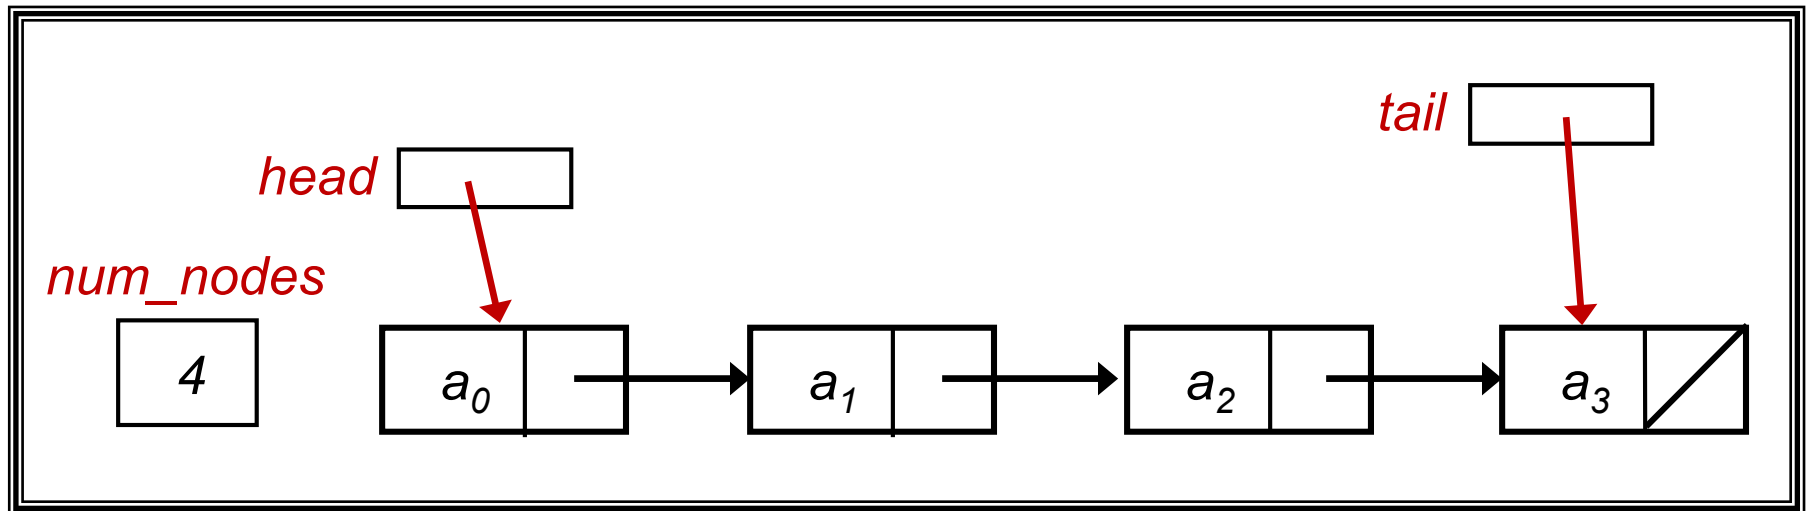 tail
head
num_nodes
4
a₀
a₁
a₂
a₃